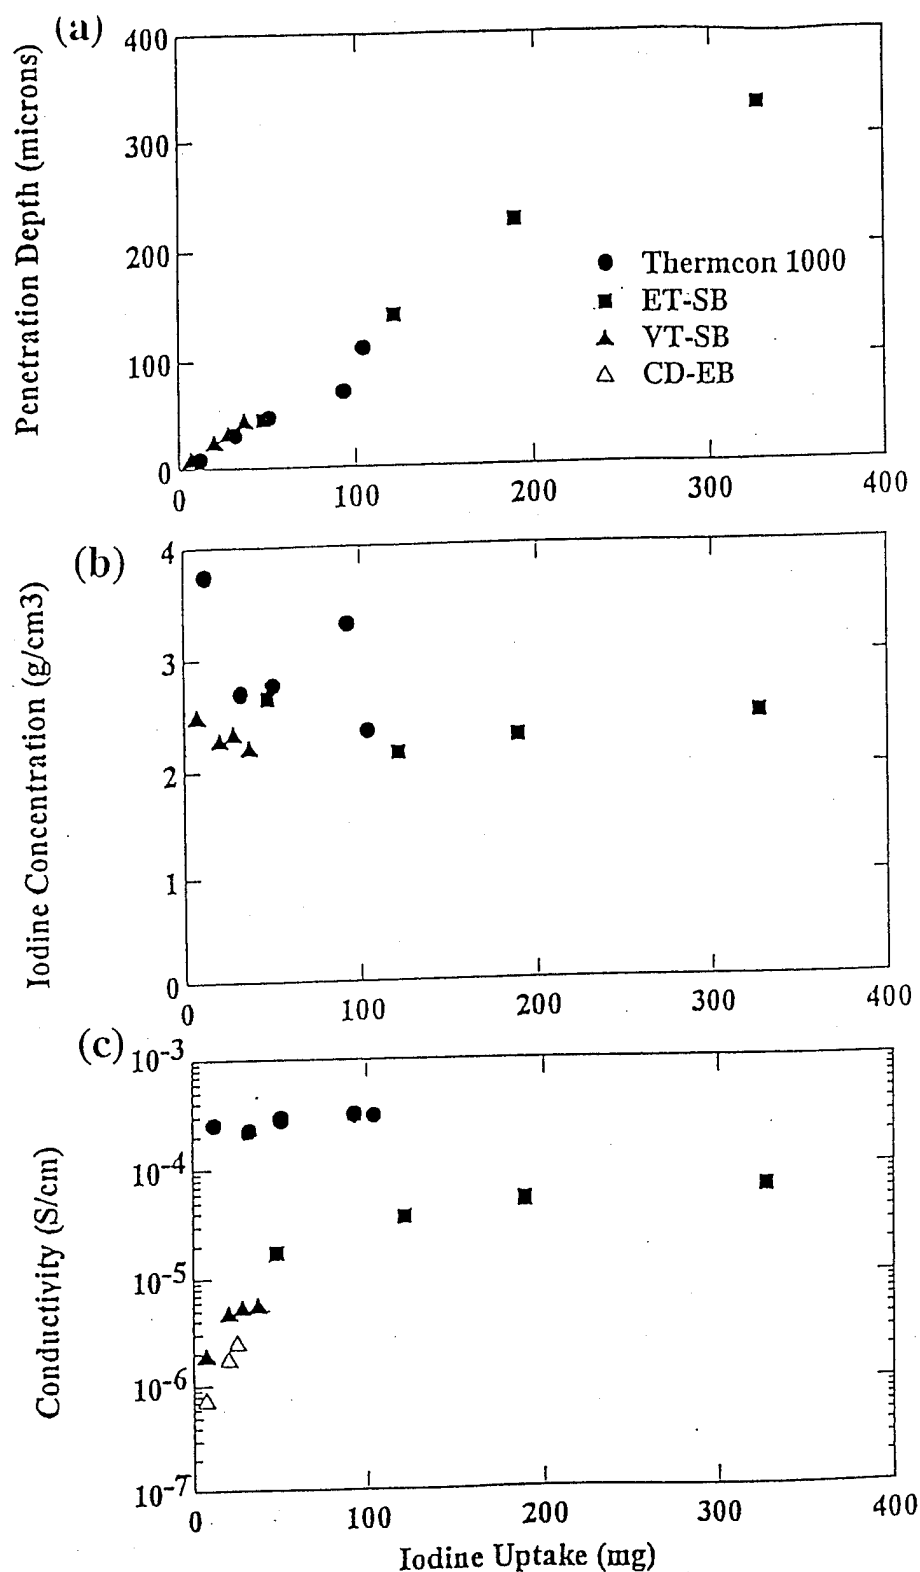 (a)
400
300
200
100
0
Penetration Depth (microns)
Thermcon 1000
ET-SB
VT-SB
CD-EB
0 100 200 300 400
(b)
4
3
2
1
0
Iodine Concentration (g/cm3)
0 100 200 300 400
(c)
10-3
10-4
10-5
10-6
10-7
Conductivity (S/cm)
0 100 200 300 400
Iodine Uptake (mg)